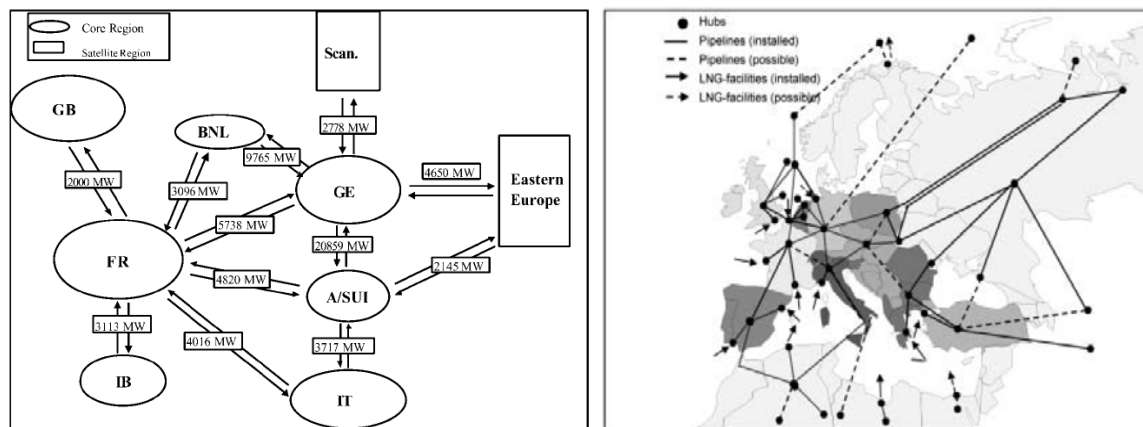 Core Region
Satellite Region
Scan.
GB
BNL
2778 MW
9765 MW
4650 MW
Eastern
Europe
2000 MW
3096 MW
GE
5738 MW
20859 MW
FR
4820 MW
A/SUI
2145 MW
3113 MW
4016 MW
3717 MW
IB
IT
Hubs
Pipelines (installed)
Pipelines (possible)
LNG-facilities (installed)
LNG-facilities (possible)